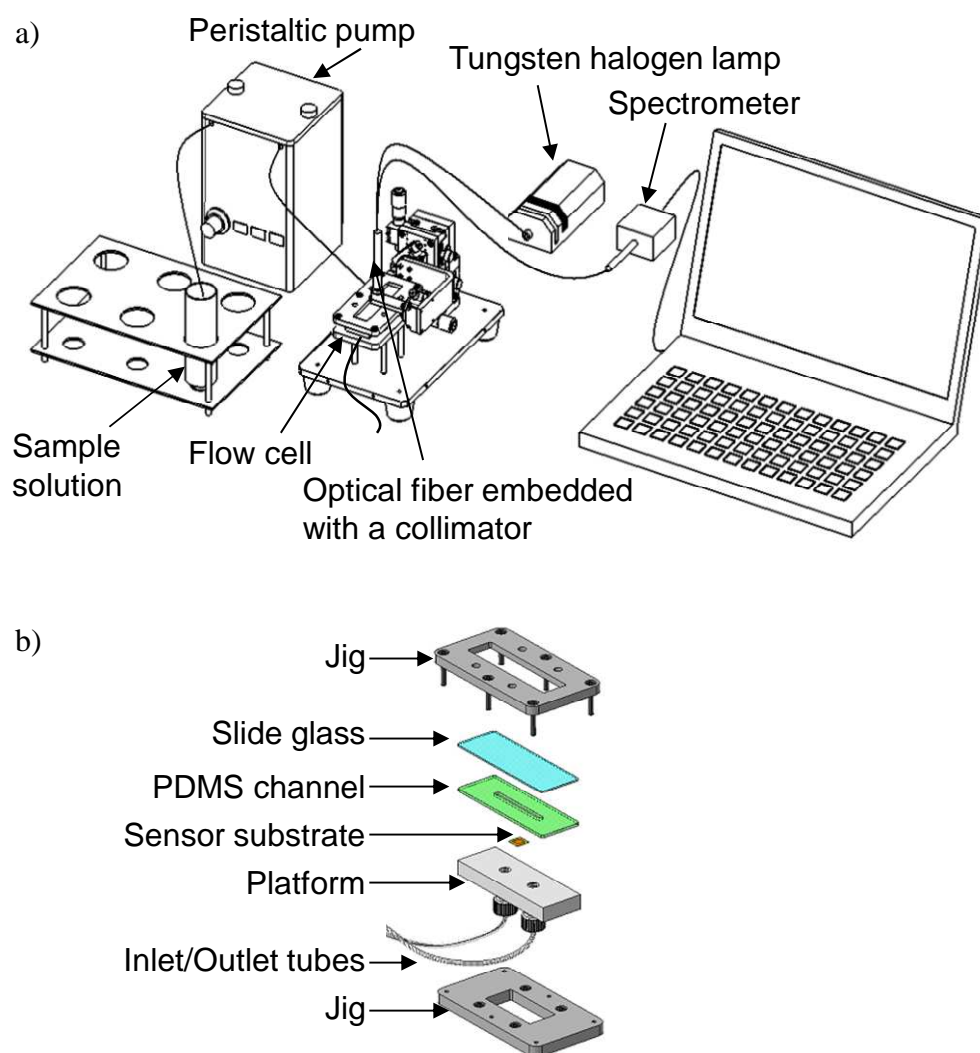 a)
Peristaltic pump
Tungsten halogen lamp
Spectrometer
Sample
solution
Flow cell
Optical fiber embedded
with a collimator
b)
Jig
Slide glass
PDMS channel
Sensor substrate
Platform
Inlet/Outlet tubes
Jig